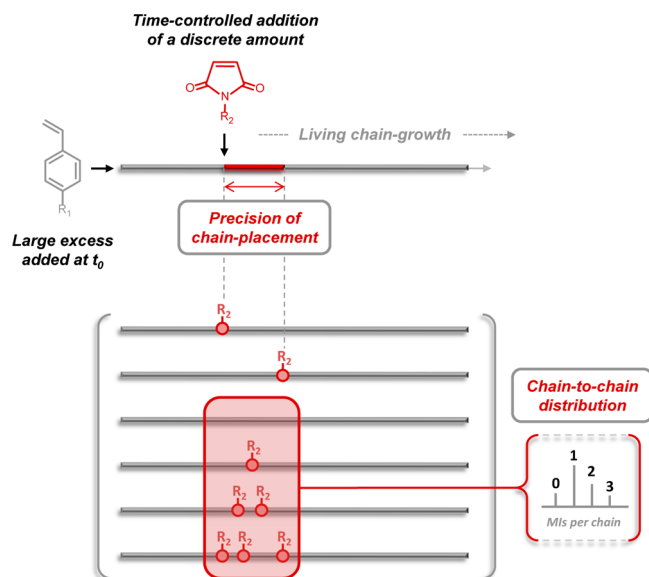 Time-controlled addition
of a discrete amount
O
O
N
R2
Living chain-growth
R1
Large excess
added at t0
Precision of
chain-placement
R2
R2
Chain-to-chain
distribution
R2
0
1
2
3
MIs per chain
R2
R2
R2
R2
R2